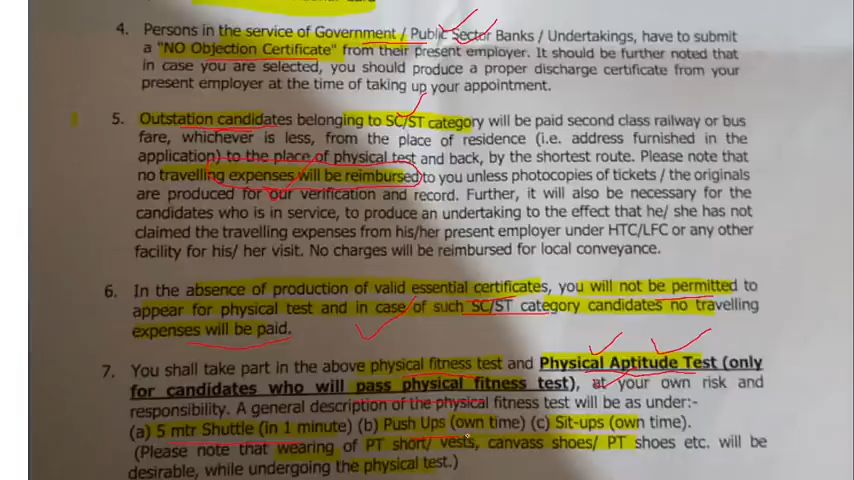 4. Persons in the service of Government / Public Sector Banks / Undertakings, have to submit
a "NO Objection Certificate" from their present employer. It should be further noted that
in case you are selected, you should produce a proper discharge certificate from your
present employer at the time of taking up your appointment.
5. Outstation candidates belonging to SC/ST category will be paid second class railway or bus
fare, whichever is less, from the place of residence (i.e. address furnished in the
application) to the place of physical test and back, by the shortest route. Please note that
no travelling expenses will be reimbursed to you unless photocopies of tickets / the originals
are produced for our verification and record. Further, it will also be necessary for the
candidates who is in service, to produce an undertaking to the effect that he/ she has not
claimed the travelling expenses from his/her present employer under HTC/LFC or any other
facility for his/ her visit. No charges will be reimbursed for local conveyance.
6. In the absence of production of valid essential certificates, you will not be permitted to
appear for physical test and in case of such SC/ST category candidates no travelling
expenses will be paid.
7. You shall take part in the above physical fitness test and Physical Aptitude Test (only
for candidates who will pass physical fitness test), at your own risk and
responsibility. A general description of the physical fitness test will be as under:-
(a) 5 mtr Shuttle (in 1 minute) (b) Push Ups (own time) (c) Sit-ups (own time).
(Please note that wearing of PT short/ vests, canvass shoes/ PT shoes etc. will be
desirable, while undergoing the physical test.)